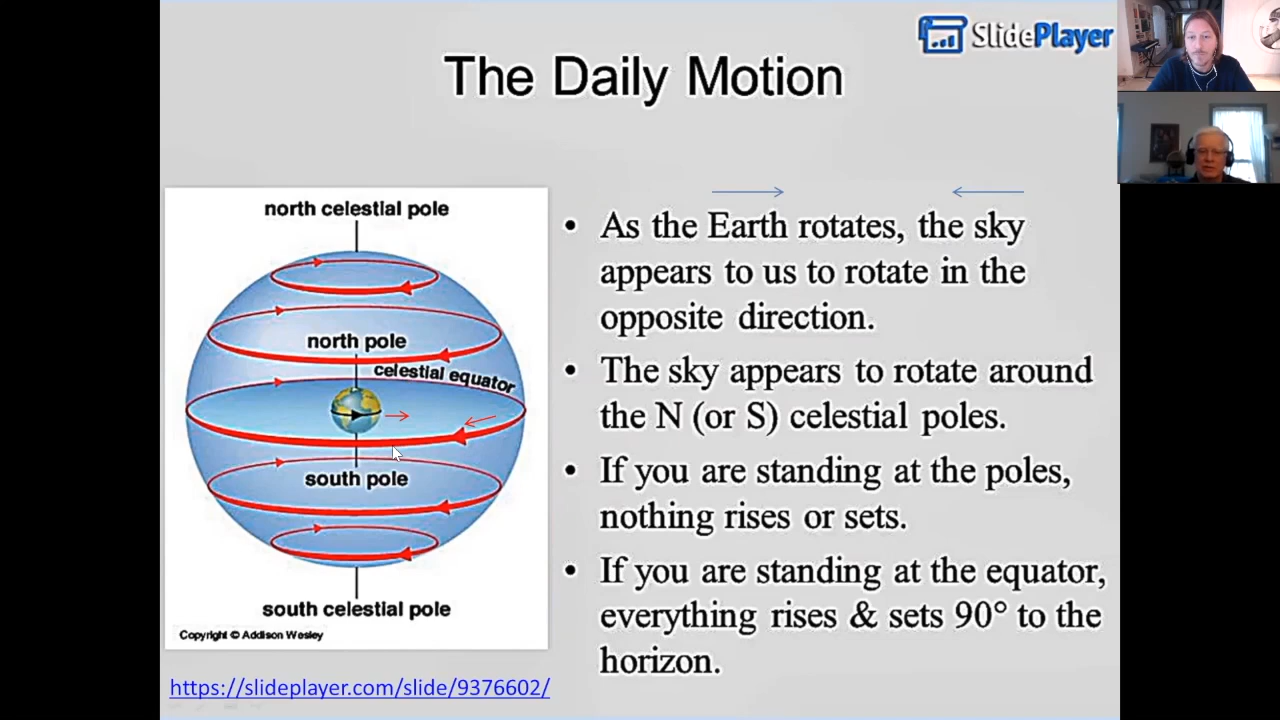 SlidePlayer
The Daily Motion
north celestial pole
north pole
celestial equator
south pole
south celestial pole
Copyright © Addison Wesley
https://slideplayer.com/slide/9376602/
• As the Earth rotates, the sky
appears to us to rotate in the
opposite direction.
• The sky appears to rotate around
the N (or S) celestial poles.
• If you are standing at the poles,
nothing rises or sets.
• If you are standing at the equator,
everything rises & sets 90° to the
horizon.